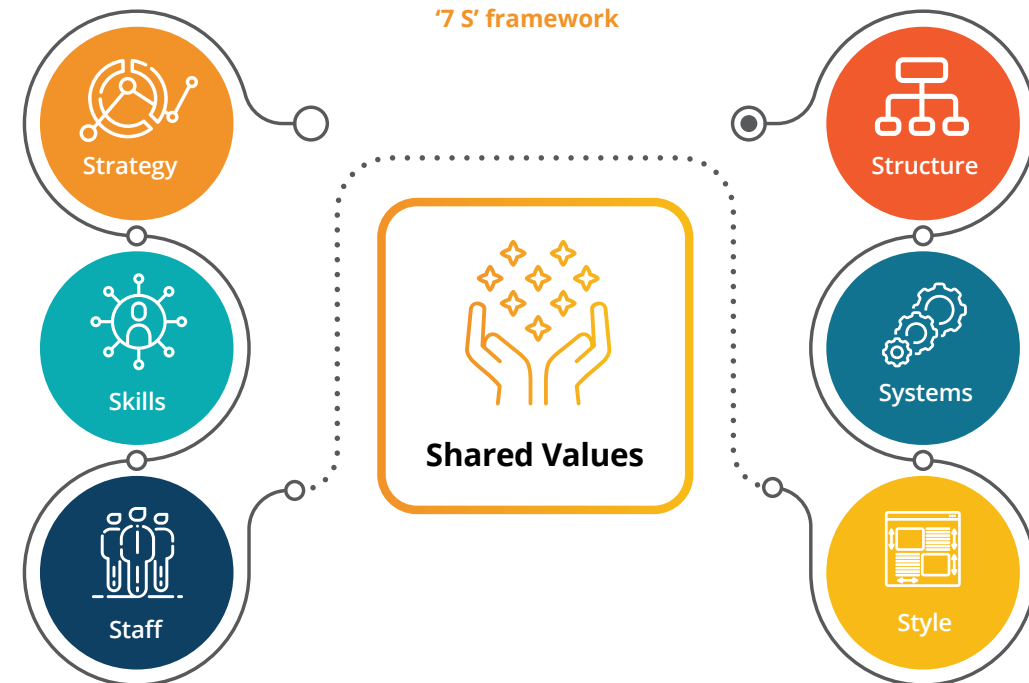 ‘7 S’ framework
Strategy
Structure
Skills
Systems
Shared Values
Staff
Style